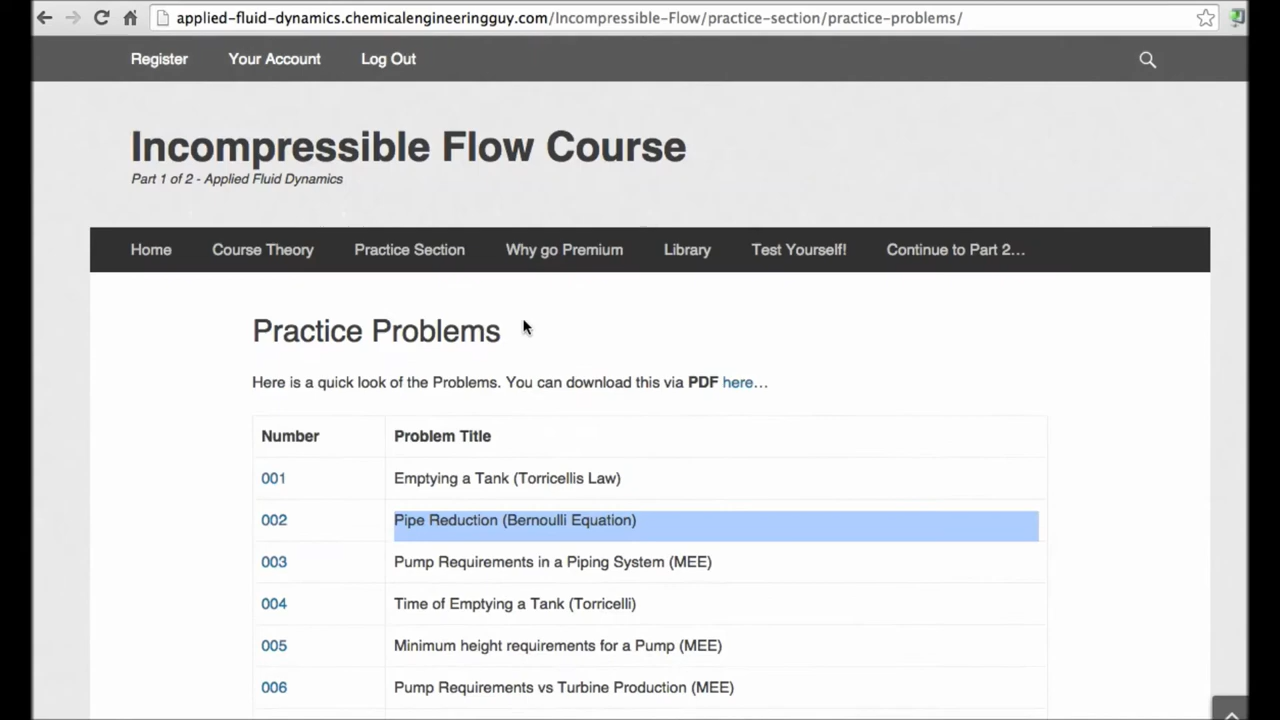 applied-fluid-dynamics.chemicalengineeringguy.com/Incompressible-Flow/practice-section/practice-problems/
Register Your Account Log Out
Incompressible Flow Course
Part 1 of 2 - Applied Fluid Dynamics
Home Course Theory Practice Section Why go Premium Library Test Yourself! Continue to Part 2...
Practice Problems
Here is a quick look of the Problems. You can download this via PDF here...
Number Problem Title
001 Emptying a Tank (Torricellis Law)
002 Pipe Reduction (Bernoulli Equation)
003 Pump Requirements in a Piping System (MEE)
004 Time of Emptying a Tank (Torricelli)
005 Minimum height requirements for a Pump (MEE)
006 Pump Requirements vs Turbine Production (MEE)